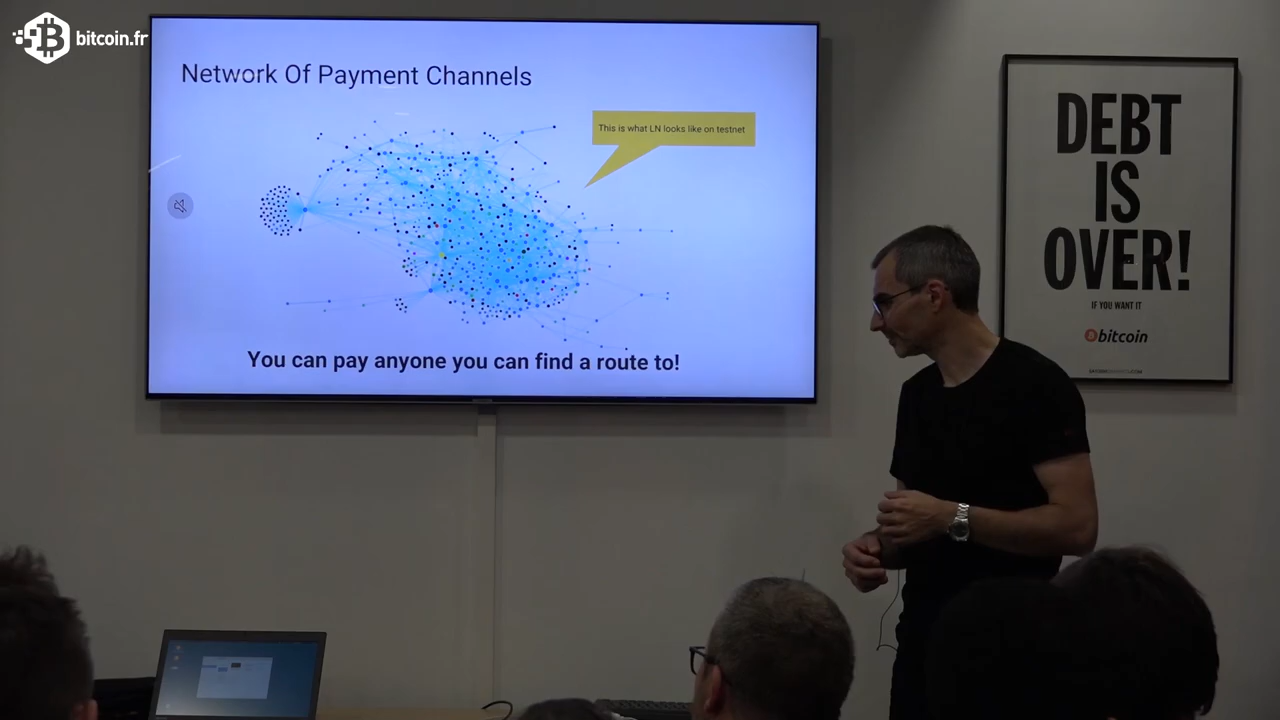 bitcoin.fr
Network Of Payment Channels
This is what LN looks like on testnet
You can pay anyone you can find a route to!
DEBT
IS
OVER!
IF YOU WANT IT
bitcoin